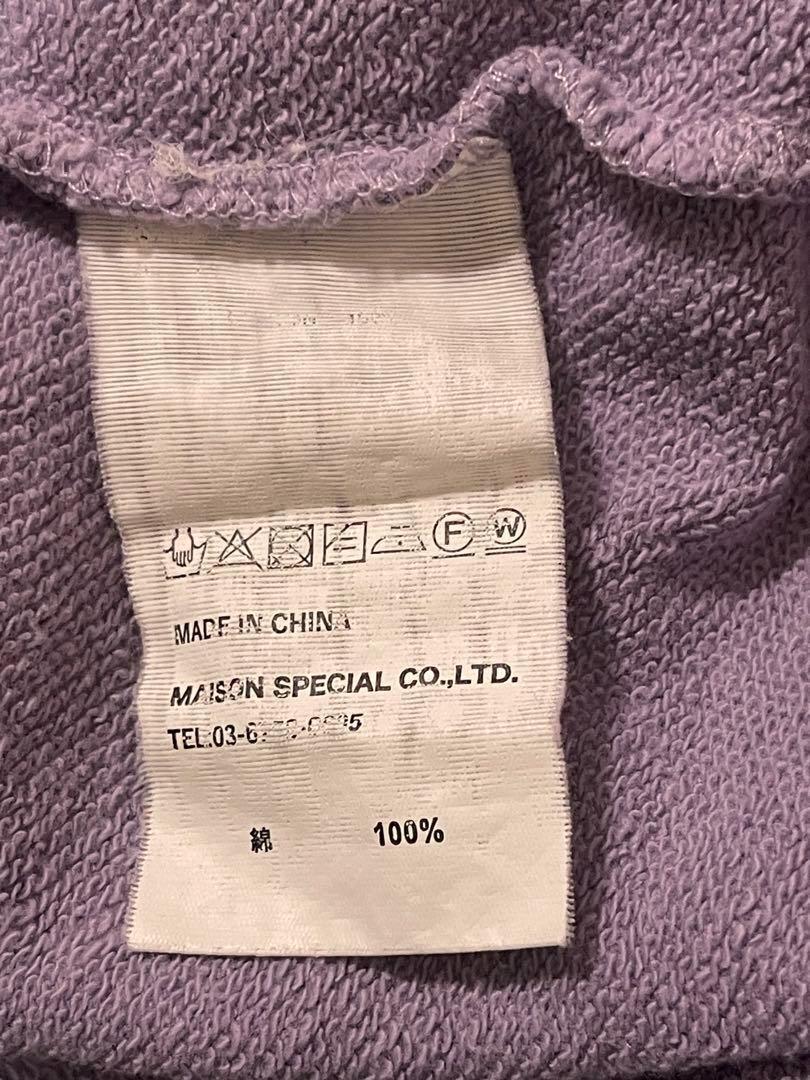 F W
MADE IN CHINA
MAISON SPECIAL CO.,LTD.
綿 100%